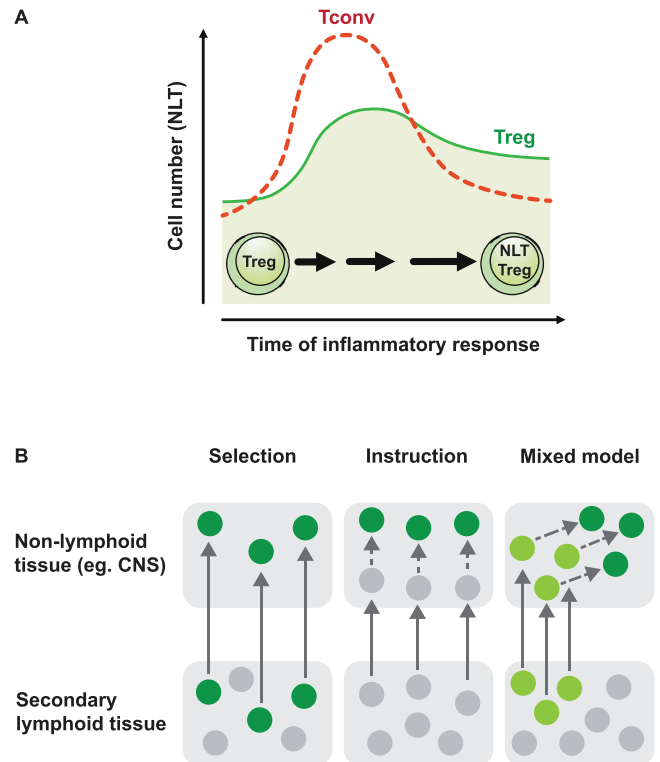 A
Tconv
Treg
Cell number (NLT)
Treg
NLT
Treg
Time of inflammatory response
B
Selection
Instruction
Mixed model
Non-lymphoid
tissue (eg. CNS)
Secondary
lymphoid tissue